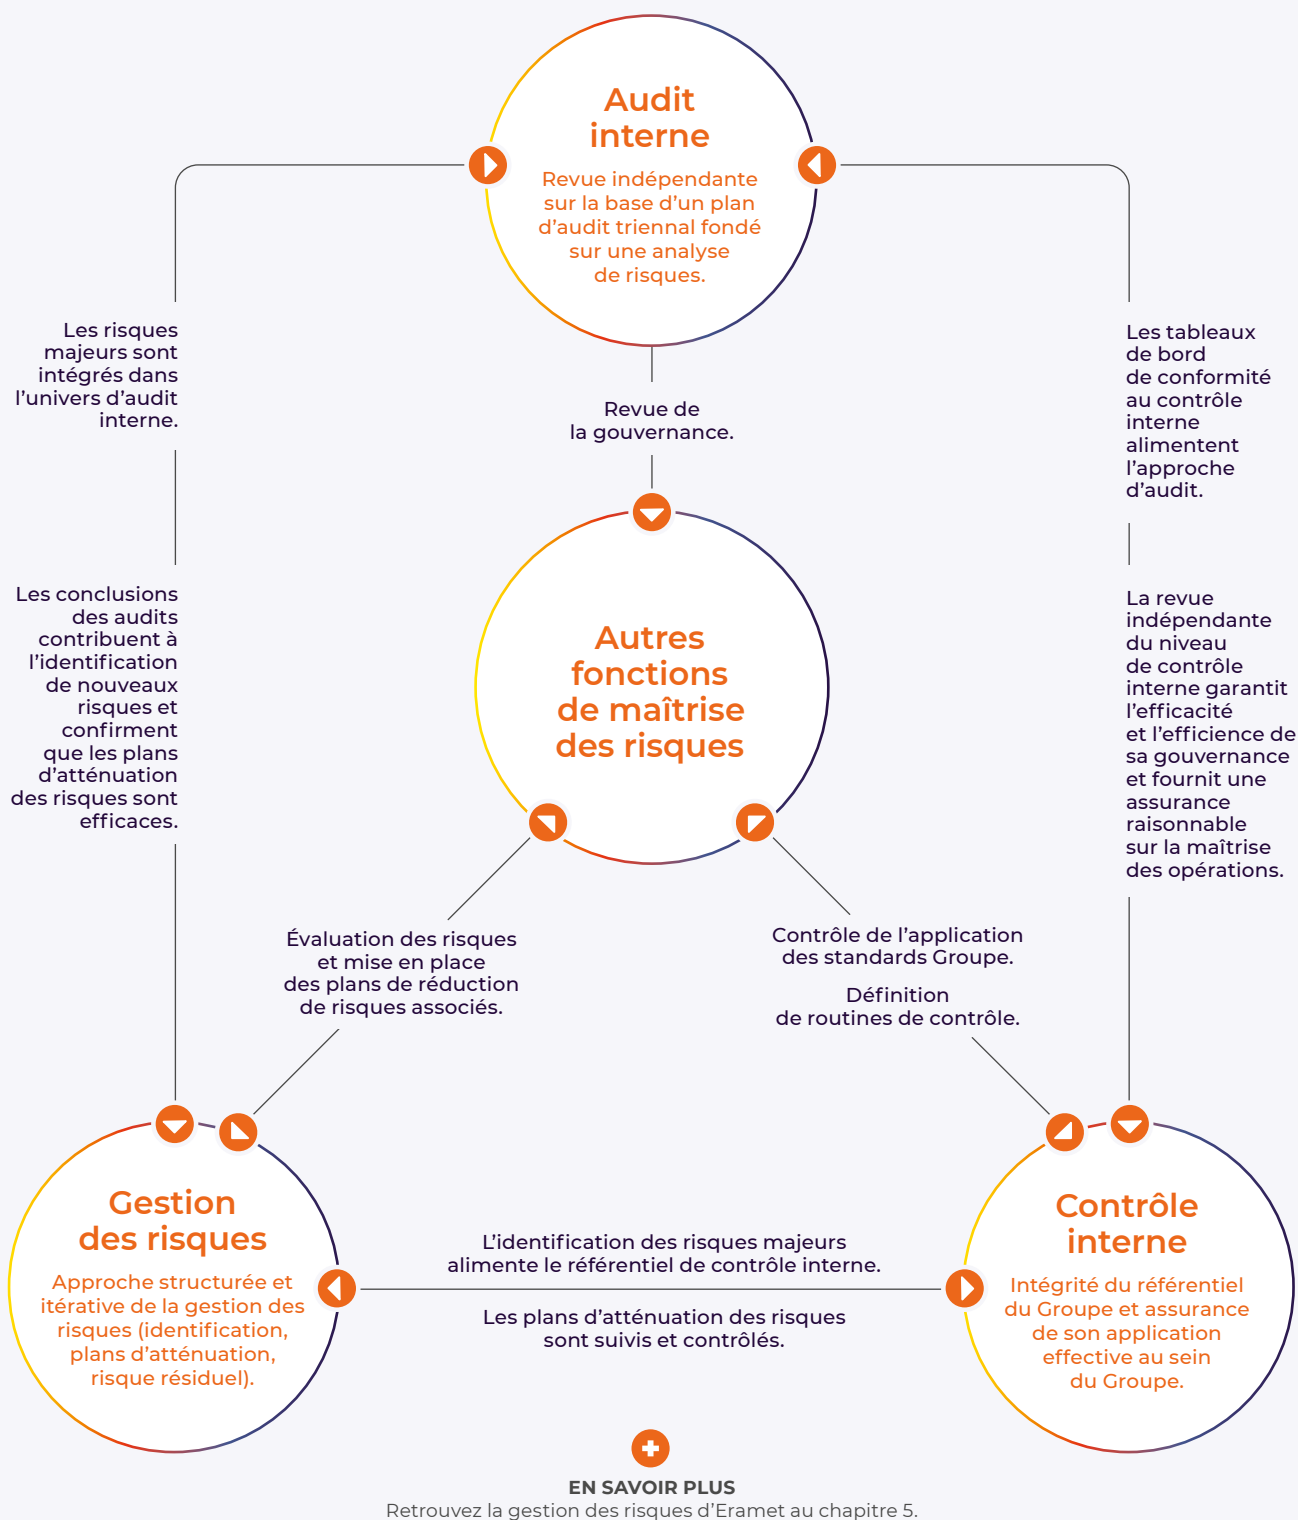 Audit
interne
Revue indépendante
sur la base d’un plan
d’audit triennal fondé
sur une analyse
de risques.
Les risques
majeurs sont
intégrés dans
l’univers d’audit
interne.
Revue de
la gouvernance.
Les tableaux
de bord
de conformité
au contrôle
interne
alimentent
l’approche
d’audit.
Les conclusions
des audits
contribuent à
l’identification
de nouveaux
risques et
confirment
que les plans
d’atténuation
des risques sont
efficaces.
Autres
fonctions
de maîtrise
des risques
La revue
indépendante
du niveau
de contrôle
interne garantit
l’efficacité
et l’efficience de
sa gouvernance
et fournit une
assurance
raisonnable
sur la maîtrise
des opérations.
Évaluation des risques
et mise en place
des plans de réduction
de risques associés.
Contrôle de l’application
des standards Groupe.
Définition
de routines de contrôle.
Gestion
des risques
Approche structurée et
itérative de la gestion des
risques (identification,
plans d’atténuation,
risque résiduel).
L’identification des risques majeurs
alimente le référentiel de contrôle interne.
Les plans d’atténuation des risques
sont suivis et contrôlés.
Contrôle
interne
Intégrité du référentiel
du Groupe et assurance
de son application
effective au sein
du Groupe.
EN SAVOIR PLUS
Retrouvez la gestion des risques d’Eramet au chapitre 5.